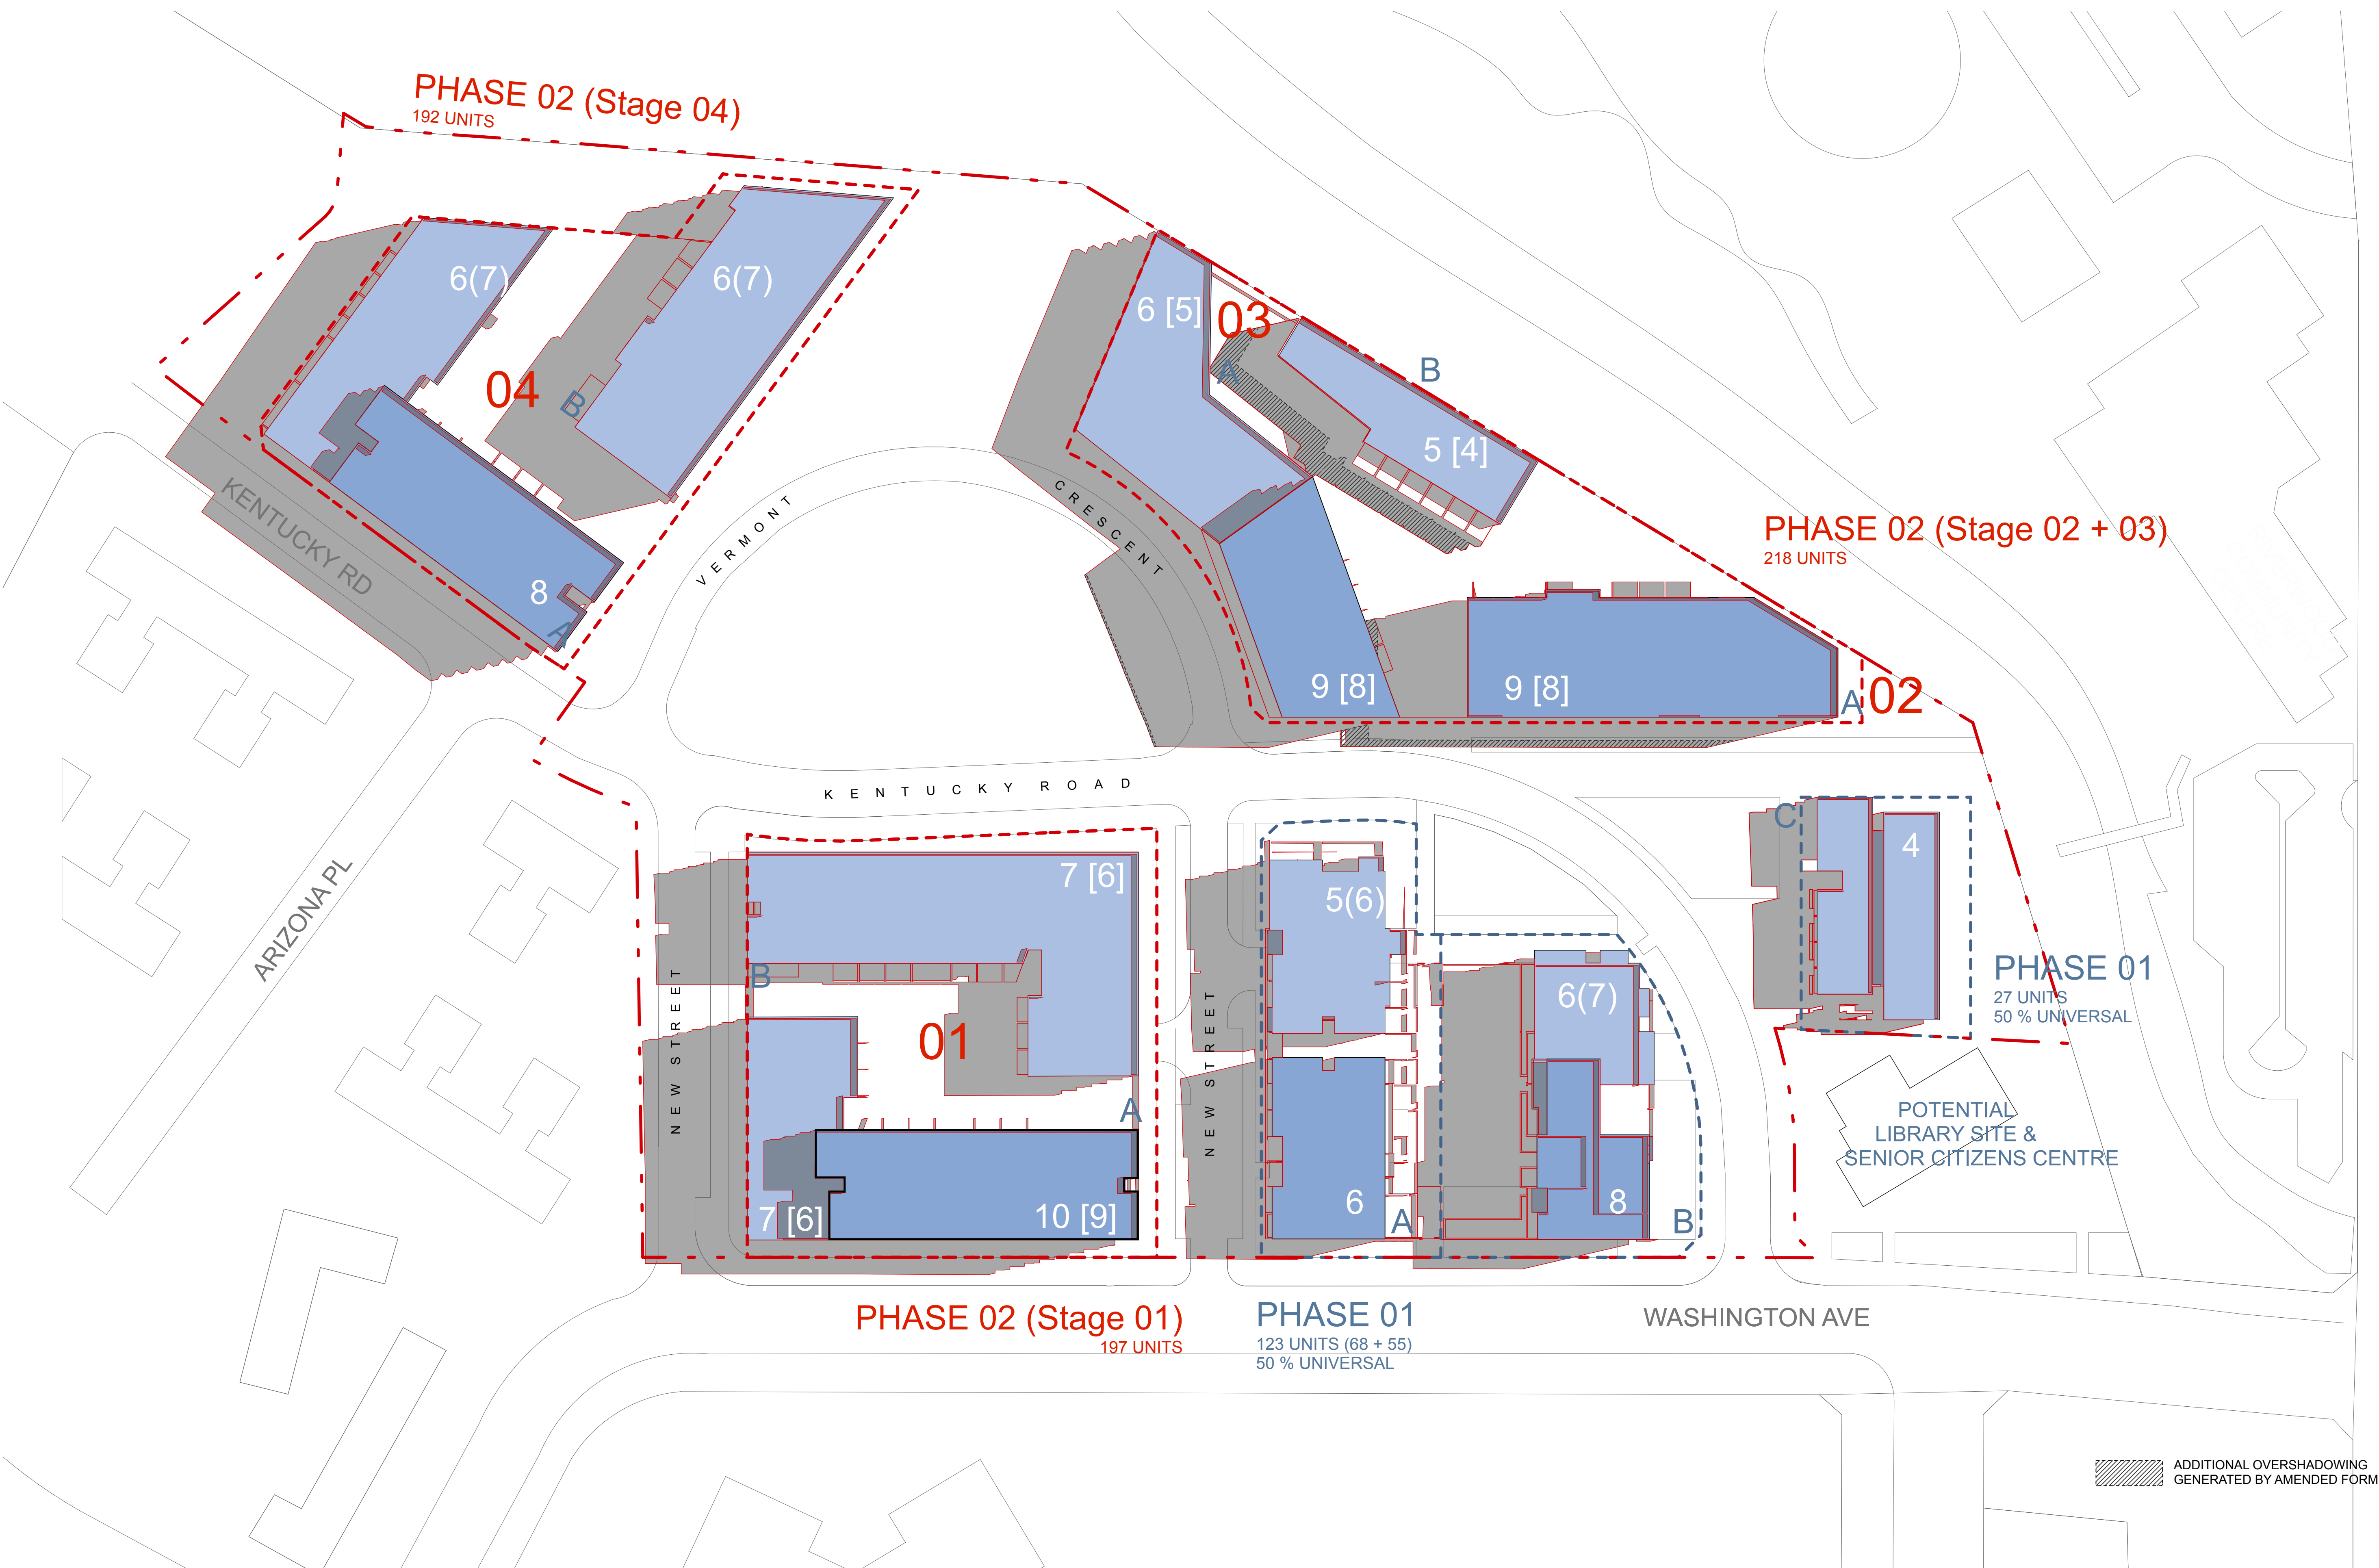 PHASE 02 (Stage 04)
192 UNITS
6(7)
6(7)
04
B
8
A
KENTUCKY RD
VERMONT
CRESCENT
6 [5]
03
A
B
5 [4]
PHASE 02 (Stage 02 + 03)
218 UNITS
9 [8]
9 [8]
A
02
KENTUCKY ROAD
ARIZONA PL
NEW STREET
7 [6]
B
01
A
7 [6]
10 [9]
NEW STREET
5(6)
6
A
6(7)
8
B
C
4
PHASE 01
27 UNITS
50 % UNIVERSAL
POTENTIAL
LIBRARY SITE &
SENIOR CITIZENS CENTRE
PHASE 02 (Stage 01)
197 UNITS
PHASE 01
123 UNITS (68 + 55)
50 % UNIVERSAL
WASHINGTON AVE
ADDITIONAL OVERSHADOWING
GENERATED BY AMENDED FORM